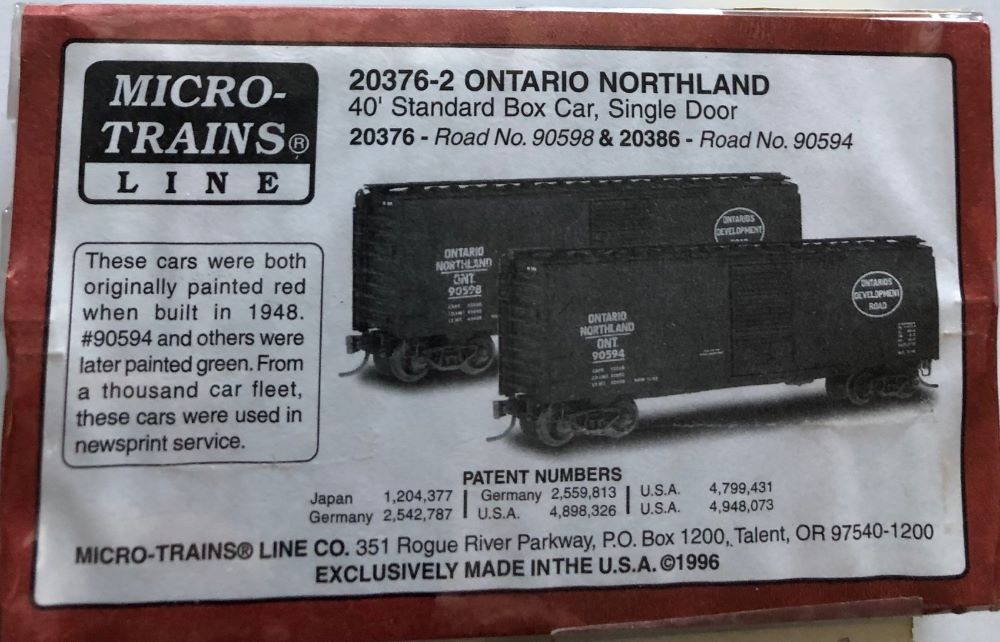 MICRO-
TRAINS®
LINE
20376-2 ONTARIO NORTHLAND
40' Standard Box Car, Single Door
20376 - Road No. 90598 & 20386 - Road No. 90594
These cars were both
originally painted red
when built in 1948.
#90594 and others were
later painted green. From
a thousand car fleet,
these cars were used in
newsprint service.
ONTARIO
NORTHLAND
ONT.
90598
ONTARIOS
DEVELOPMENT
ROAD
ONTARIO
NORTHLAND
ONT.
90594
ONTARIOS
DEVELOPMENT
ROAD
PATENT NUMBERS
Japan 1,204,377 | Germany 2,559,813 | U.S.A. 4,799,431
Germany 2,542,787 | U.S.A. 4,898,326 | U.S.A. 4,948,073
MICRO-TRAINS® LINE CO. 351 Rogue River Parkway, P.O. Box 1200, Talent, OR 97540-1200
EXCLUSIVELY MADE IN THE U.S.A. ©1996